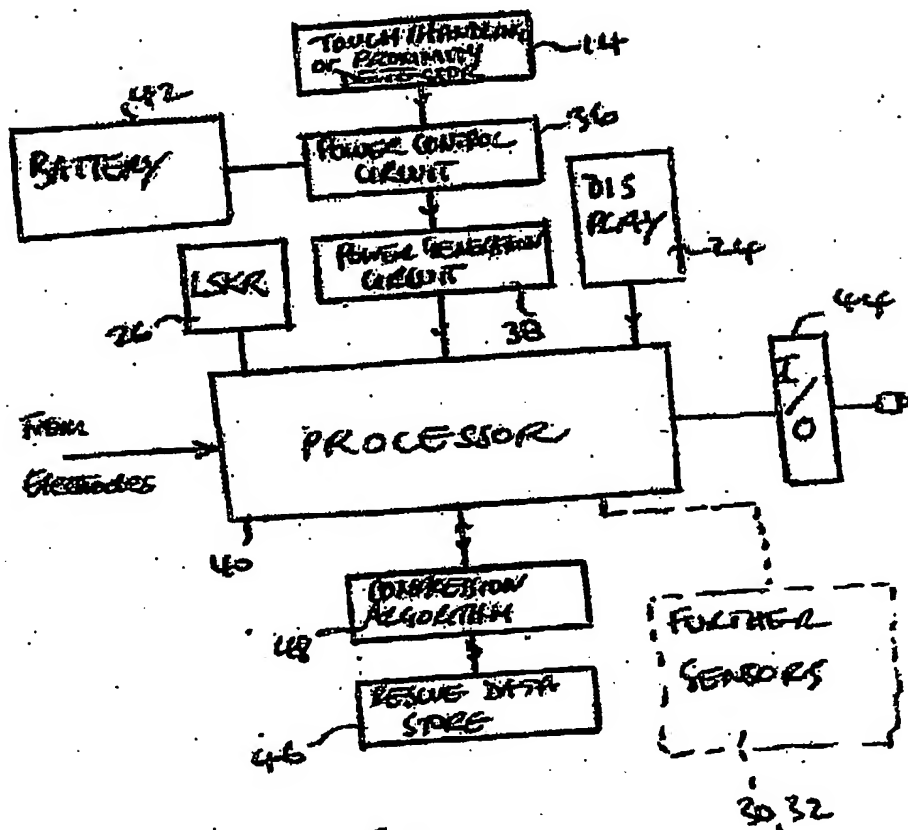 TOUCH/HANDLING
or PROXIMITY
14
42
BATTERY
POWER CONTROL
CIRCUIT
36
DIS
PLAY
24
POWER GENERATION
CIRCUIT
38
LSKR
26
44
I
/
O
From
Electrodes
PROCESSOR
40
COMPRESSION
ALGORITHM
48
FURTHER
SENSORS
RESCUE DATA
STORE
46
30, 32